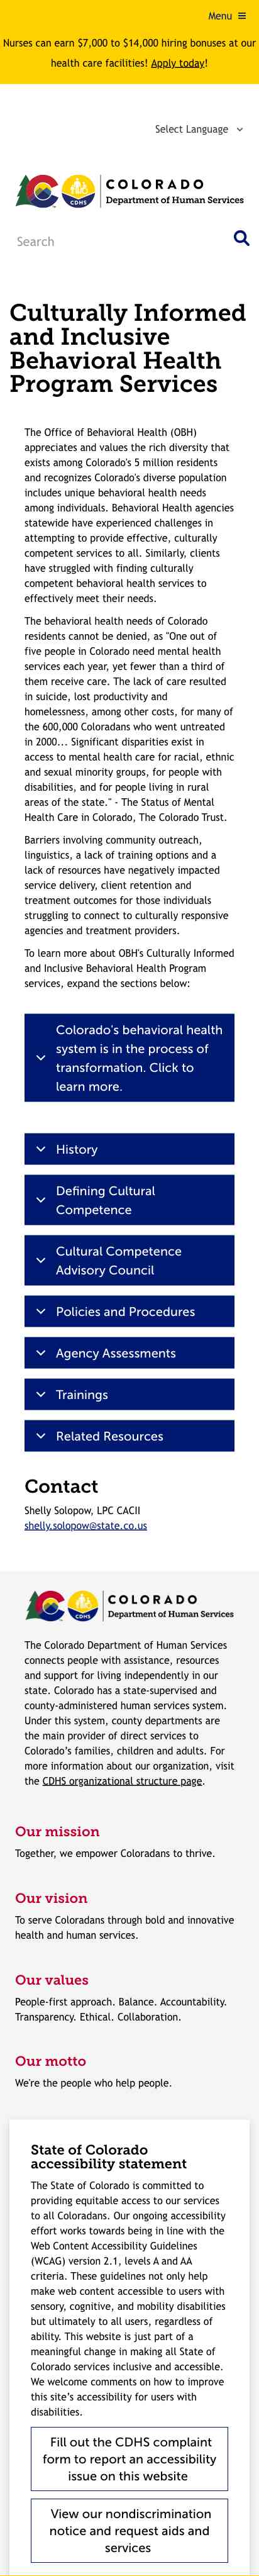 Menu ≡
Nurses can earn $7,000 to $14,000 hiring bonuses at our
health care facilities! Apply today!
Select Language
COLORADO
Department of Human Services
CDHS
Search
Culturally Informed
and Inclusive
Behavioral Health
Program Services
The Office of Behavioral Health (OBH)
appreciates and values the rich diversity that
exists among Colorado's 5 million residents
and recognizes Colorado's diverse population
includes unique behavioral health needs
among individuals. Behavioral Health agencies
statewide have experienced challenges in
attempting to provide effective, culturally
competent services to all. Similarly, clients
have struggled with finding culturally
competent behavioral health services to
effectively meet their needs.
The behavioral health needs of Colorado
residents cannot be denied, as "One out of
five people in Colorado need mental health
services each year, yet fewer than a third of
them receive care. The lack of care resulted
in suicide, lost productivity and
homelessness, among other costs, for many of
the 600,000 Coloradans who went untreated
in 2000... Significant disparities exist in
access to mental health care for racial, ethnic
and sexual minority groups, for people with
disabilities, and for people living in rural
areas of the state." - The Status of Mental
Health Care in Colorado, The Colorado Trust.
Barriers involving community outreach,
linguistics, a lack of training options and a
lack of resources have negatively impacted
service delivery, client retention and
treatment outcomes for those individuals
struggling to connect to culturally responsive
agencies and treatment providers.
To learn more about OBH's Culturally Informed
and Inclusive Behavioral Health Program
services, expand the sections below:
Colorado's behavioral health
system is in the process of
transformation. Click to
learn more.
History
Defining Cultural
Competence
Cultural Competence
Advisory Council
Policies and Procedures
Agency Assessments
Trainings
Related Resources
Contact
Shelly Solopow, LPC CACII
shelly.solopow@state.co.us
COLORADO
Department of Human Services
CDHS
The Colorado Department of Human Services
connects people with assistance, resources
and support for living independently in our
state. Colorado has a state-supervised and
county-administered human services system.
Under this system, county departments are
the main provider of direct services to
Colorado's families, children and adults. For
more information about our organization, visit
the CDHS organizational structure page.
Our mission
Together, we empower Coloradans to thrive.
Our vision
To serve Coloradans through bold and innovative
health and human services.
Our values
People-first approach. Balance. Accountability.
Transparency. Ethical. Collaboration.
Our motto
We're the people who help people.
State of Colorado
accessibility statement
The State of Colorado is committed to
providing equitable access to our services
to all Coloradans. Our ongoing accessibility
effort works towards being in line with the
Web Content Accessibility Guidelines
(WCAG) version 2.1, levels A and AA
criteria. These guidelines not only help
make web content accessible to users with
sensory, cognitive, and mobility disabilities
but ultimately to all users, regardless of
ability. This website is just part of a
meaningful change in making all State of
Colorado services inclusive and accessible.
We welcome comments on how to improve
this site's accessibility for users with
disabilities.
Fill out the CDHS complaint
form to report an accessibility
issue on this website
View our nondiscrimination
notice and request aids and
services